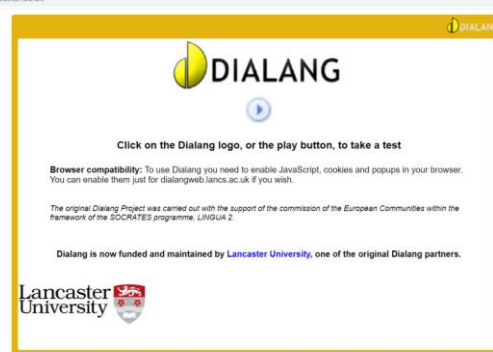 DIALANG
DIALANG
Click on the Dialang logo, or the play button, to take a test
Browser compatibility: To use Dialang you need to enable JavaScript, cookies and popups in your browser.
You can enable them just for dialangweb.lancs.ac.uk if you wish.
The original Dialang Project was carried out with the support of the commission of the European Communities within the
framework of the SOCRATES programme, LINGUA 2.
Dialang is now funded and maintained by Lancaster University, one of the original Dialang partners.
Lancaster
University